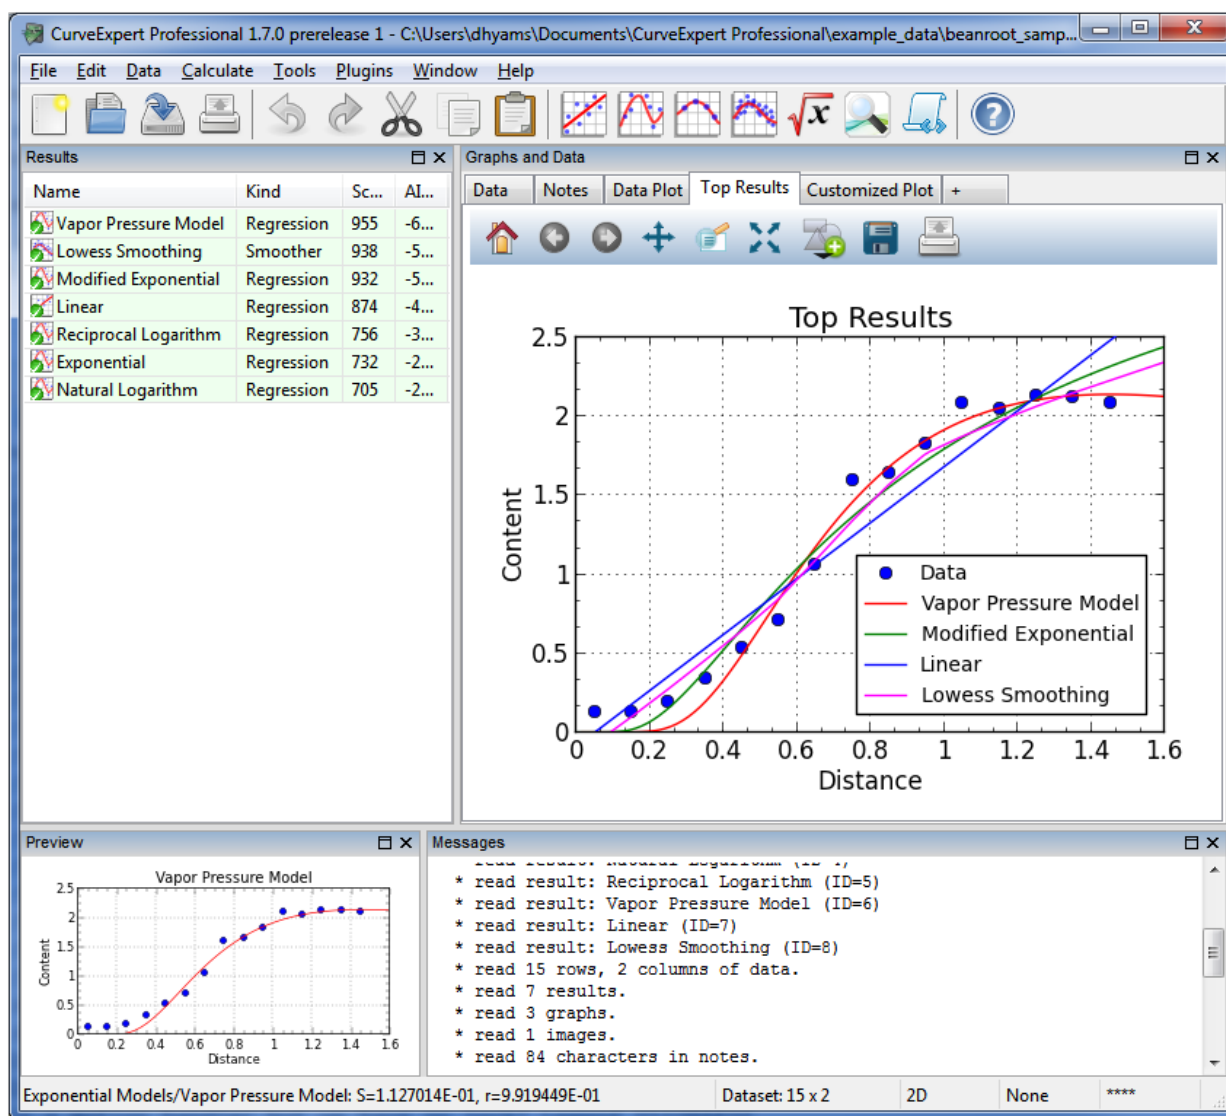 CurveExpert Professional 1.7.0 prerelease 1 - C:\Users\dhyams\Documents\CurveExpert Professional\example_data\beanroot_samp...
File Edit Data Calculate Tools Plugins Window Help
Results
Name Kind Sc... AI...
Vapor Pressure Model Regression 955 -6...
Lowess Smoothing Smoother 938 -5...
Modified Exponential Regression 932 -5...
Linear Regression 874 -4...
Reciprocal Logarithm Regression 756 -3...
Exponential Regression 732 -2...
Natural Logarithm Regression 705 -2...
Graphs and Data
Data Notes Data Plot Top Results Customized Plot +
Top Results
2.5
2
1.5
1
0.5
0
Content
0 0.2 0.4 0.6 0.8 1 1.2 1.4 1.6
Distance
Data
Vapor Pressure Model
Modified Exponential
Linear
Lowess Smoothing
Preview
Vapor Pressure Model
2.5
2
1.5
1
0.5
0
Content
0 0.2 0.4 0.6 0.8 1 1.2 1.4 1.6
Distance
Messages
* read result: Reciprocal Logarithm (ID=5)
* read result: Vapor Pressure Model (ID=6)
* read result: Linear (ID=7)
* read result: Lowess Smoothing (ID=8)
* read 15 rows, 2 columns of data.
* read 7 results.
* read 3 graphs.
* read 1 images.
* read 84 characters in notes.
Exponential Models/Vapor Pressure Model: S=1.127014E-01, r=9.919449E-01 Dataset: 15 x 2 2D None ****